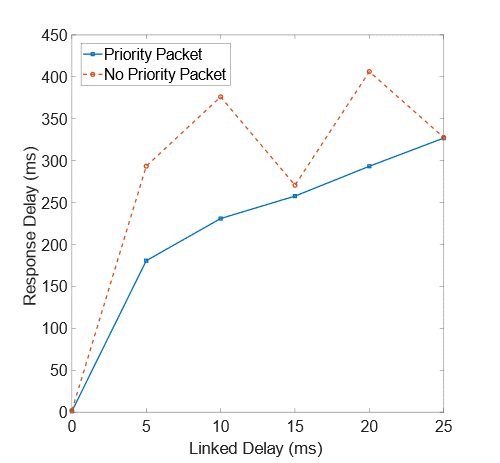 450
400
350
300
250
200
150
100
50
0
Response Delay (ms)
Priority Packet
No Priority Packet
0 5 10 15 20 25
Linked Delay (ms)